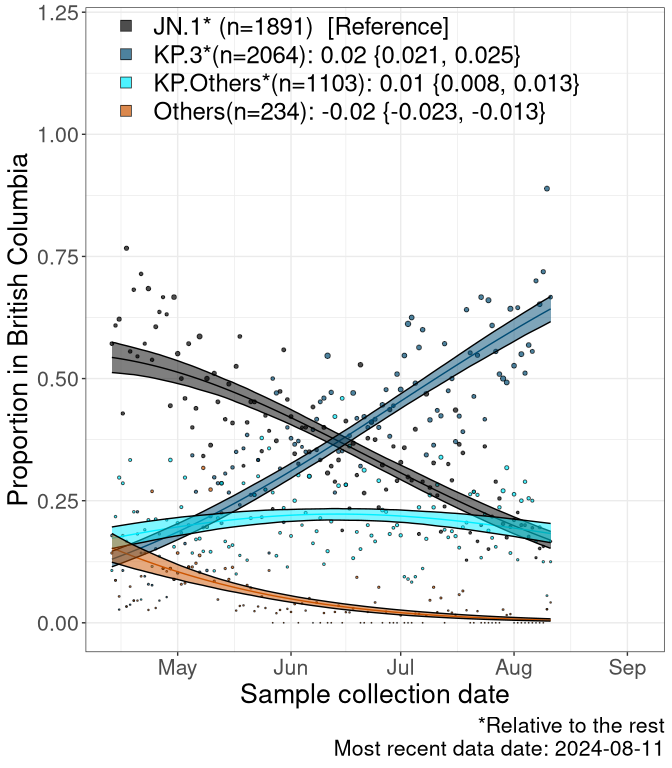 JN.1* (n=1891)  [Reference]
KP.3*(n=2064): 0.02 {0.021, 0.025}
KP.Others*(n=1103): 0.01 {0.008, 0.013}
Others(n=234): -0.02 {-0.023, -0.013}
Proportion in British Columbia
1.25
1.00
0.75
0.50
0.25
0.00
May Jun Jul Aug Sep
Sample collection date
*Relative to the rest
Most recent data date: 2024-08-11